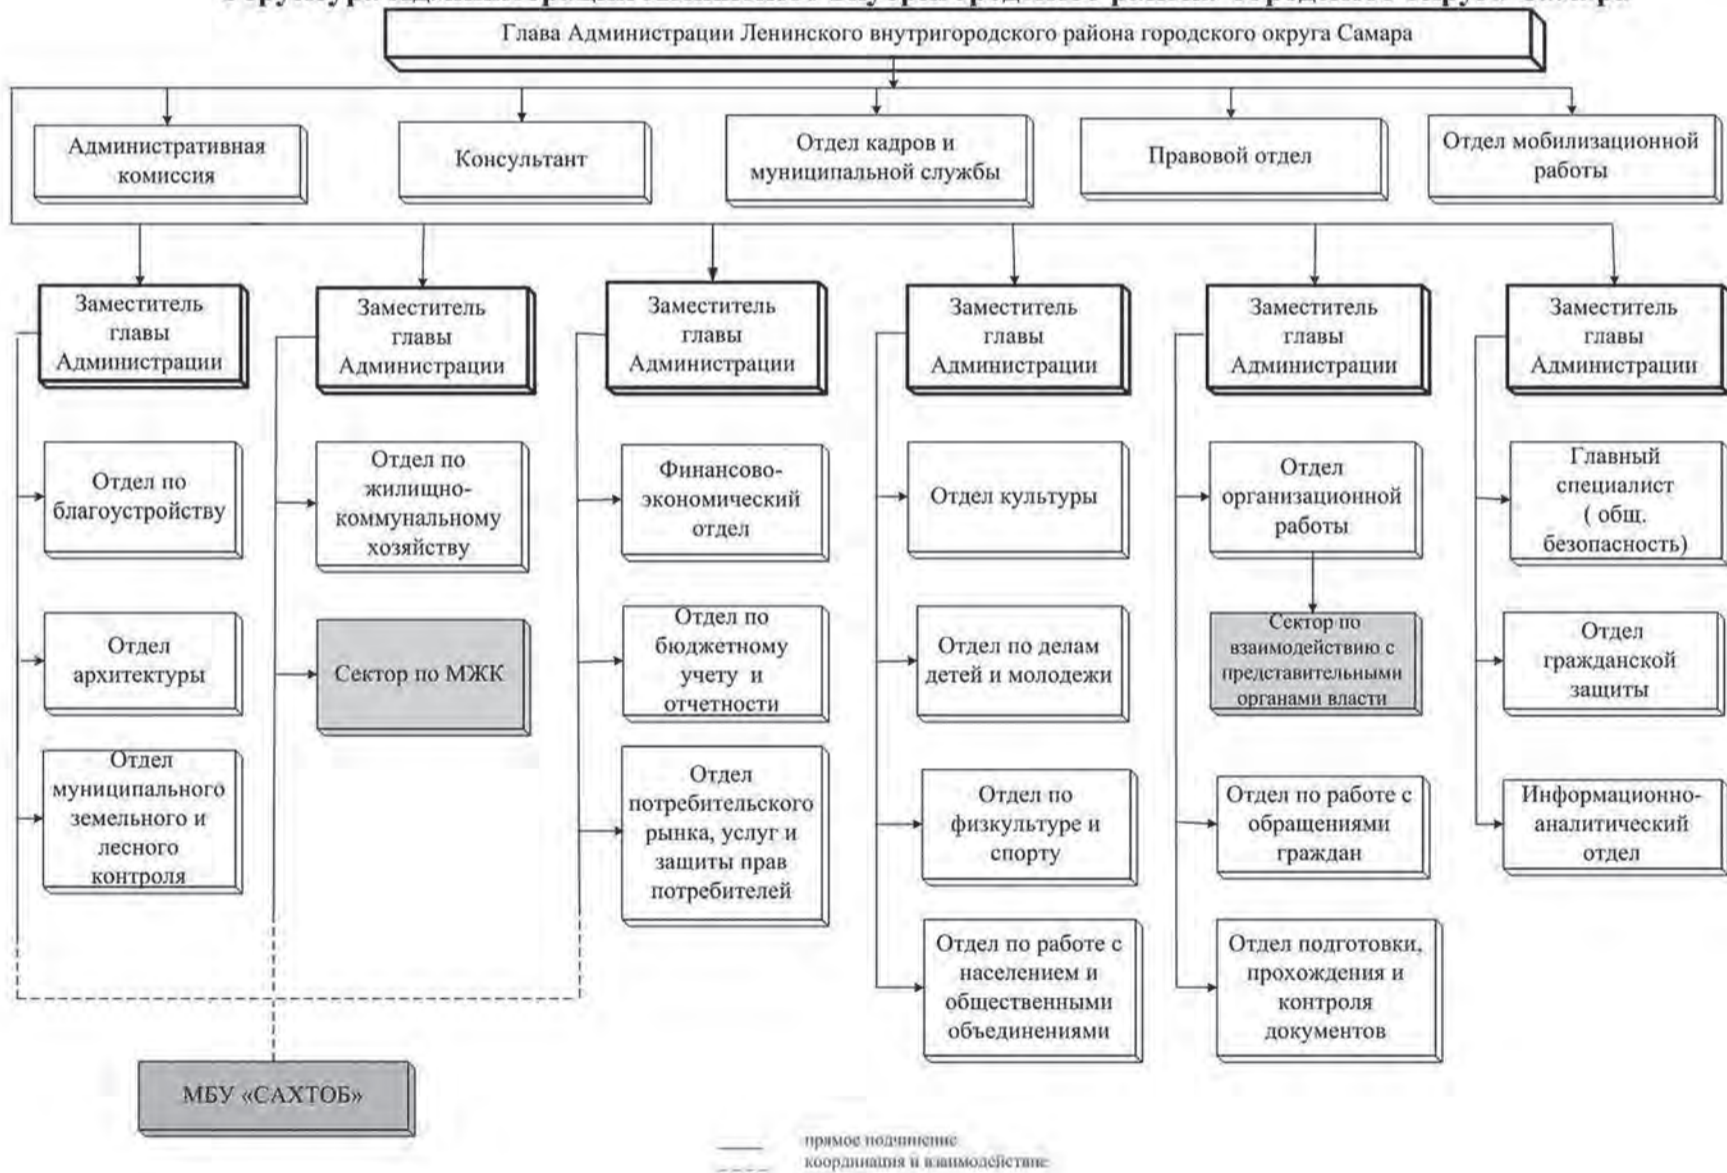 Глава Администрации Ленинского внутригородского района городского округа Самара
Административная
комиссия
Консультант
Отдел кадров и
муниципальной службы
Правовой отдел
Отдел мобилизационной
работы
Заместитель
главы
Администрации
Заместитель
главы
Администрации
Заместитель
главы
Администрации
Заместитель
главы
Администрации
Заместитель
главы
Администрации
Заместитель
главы
Администрации
Отдел по
благоустройству
Отдел
архитектуры
Отдел
муниципального
земельного и
лесного
контроля
Отдел по
жилищно-
коммунальному
хозяйству
Сектор по МЖК
Финансово-
экономический
отдел
Отдел по
бюджетному
учету и
отчетности
Отдел
потребительского
рынка, услуг и
защиты прав
потребителей
Отдел культуры
Отдел по делам
детей и молодежи
Отдел по
физкультуре и
спорту
Отдел по работе с
населением и
общественными
объединениями
Отдел
организационной
работы
Сектор по
взаимодействию с
представительными
органами власти
Отдел по работе с
обращениями
граждан
Отдел подготовки,
прохождения и
контроля
документов
Главный
специалист
( общ.
безопасность)
Отдел
гражданской
защиты
Информационно-
аналитический
отдел
МБУ «САХТОБ»
прямое подчинение
координация и взаимодействие